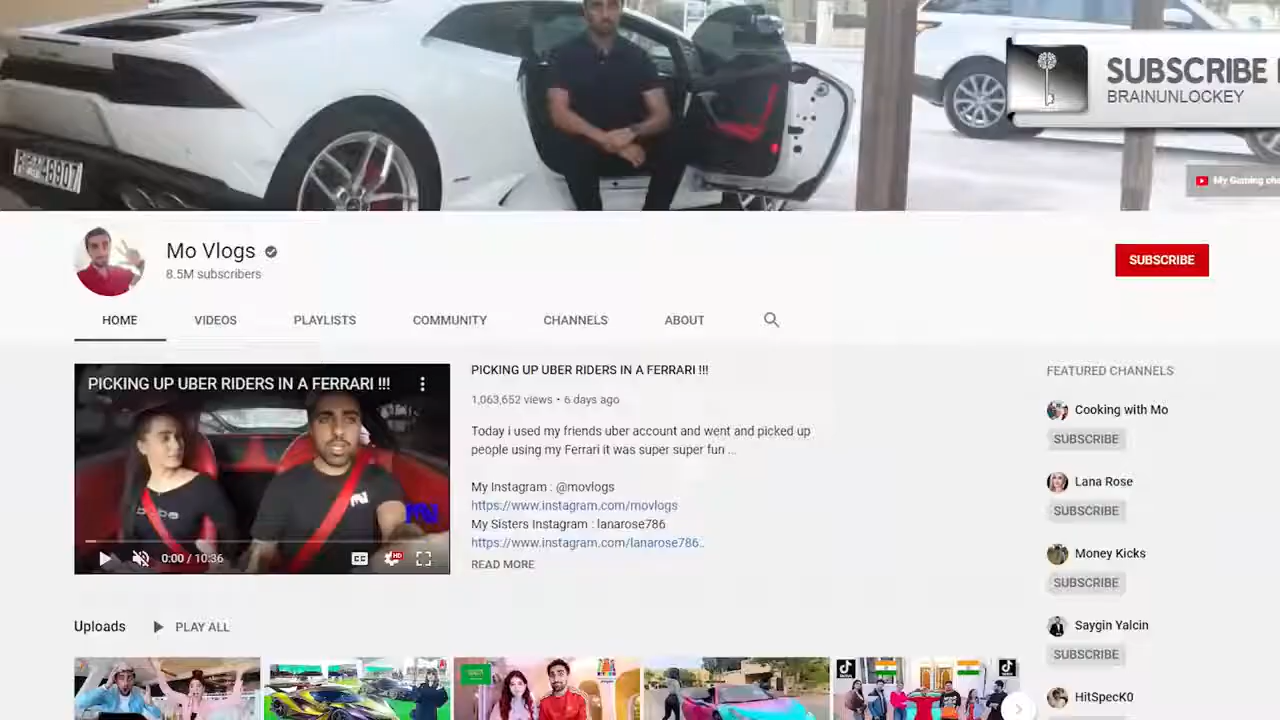 SUBSCRIBE
BRAINUNLOCKEY
46907
Mo Vlogs
8.5M subscribers
SUBSCRIBE
HOME
VIDEOS
PLAYLISTS
COMMUNITY
CHANNELS
ABOUT
PICKING UP UBER RIDERS IN A FERRARI !!!
0:00 / 10:36
CC
HD
PICKING UP UBER RIDERS IN A FERRARI !!!
1,063,652 views • 6 days ago
Today i used my friends uber account and went and picked up
people using my Ferrari it was super super fun ...
My Instagram : @movlogs
https://www.instagram.com/movlogs
My Sisters Instagram : lanarose786
https://www.instagram.com/lanarose786..
READ MORE
FEATURED CHANNELS
Cooking with Mo
SUBSCRIBE
Lana Rose
SUBSCRIBE
Money Kicks
SUBSCRIBE
Saygin Yalcin
SUBSCRIBE
HitSpecK0
Uploads
PLAY ALL
My Gaming